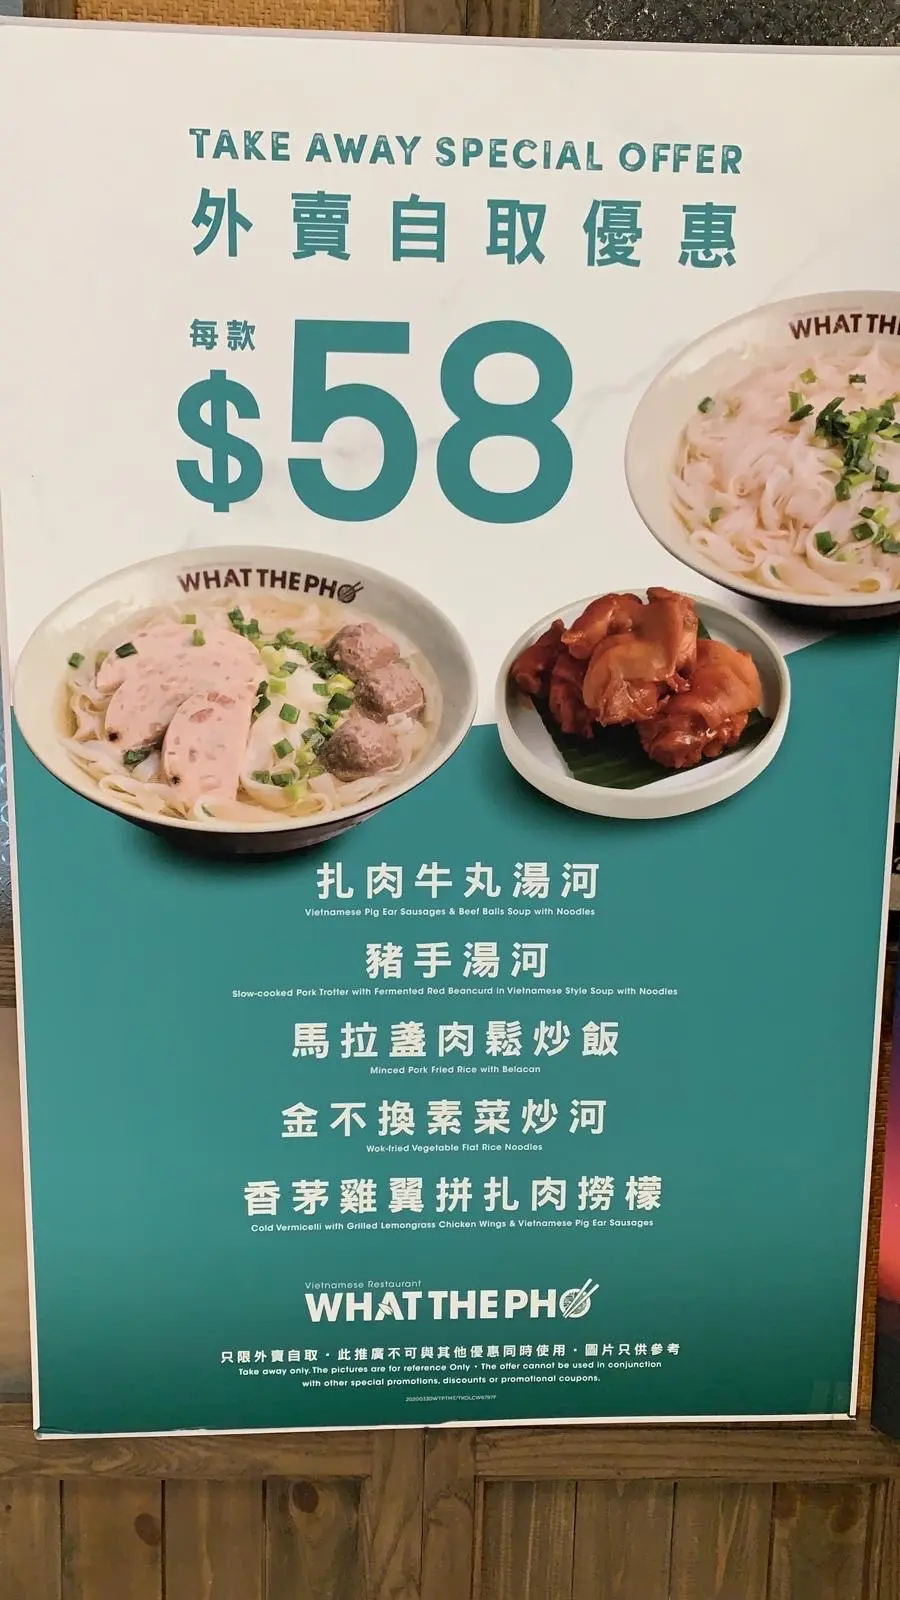 TAKE AWAY SPECIAL OFFER
外賣自取優惠
每款
$58
WHAT THE
WHAT THE PHO
扎肉牛丸湯河
Vietnamese Pig Ear Sausages & Beef Balls Soup with Noodles
豬手湯河
Slow-cooked Pork Trotter with Fermented Red Beancurd in Vietnamese Style Soup with Noodles
馬拉盞肉鬆炒飯
Minced Pork Fried Rice with Belacan
金不換素菜炒河
Wok-fried Vegetable Flat Rice Noodles
香茅雞翼拼扎肉撈檬
Cold Vermicelli with Grilled Lemongrass Chicken Wings & Vietnamese Pig Ear Sausages
Vietnamese Restaurant
WHAT THE PHO
只限外賣自取・此推廣不可與其他優惠同時使用・圖片只供參考
Take away only. The pictures are for reference Only・The offer cannot be used in conjunction
with other special promotions, discounts or promotional coupons.